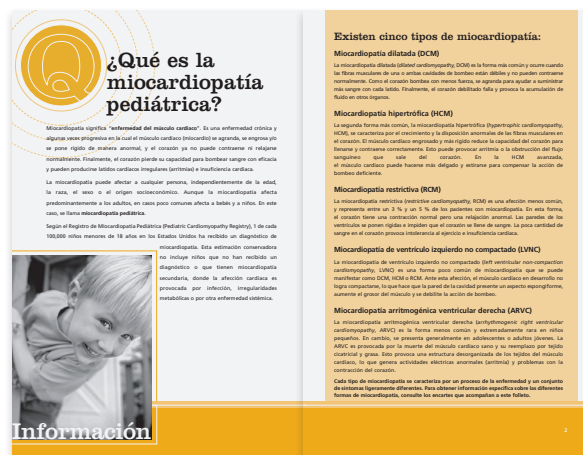 Q
¿Qué es la
miocardiopatía
pediátrica?
Miocardiopatía significa "enfermedad del músculo cardíaco". Es una enfermedad crónica y
algunas veces progresiva en la cual el músculo cardíaco (miocardio) se agranda, se engrosa y/o
se pone rígido de manera anormal, y el corazón ya no puede contraerse ni relajarse
normalmente. Finalmente, el corazón pierde su capacidad para bombear sangre con eficacia
y pueden producirse latidos cardíacos irregulares (arritmias) e insuficiencia cardíaca.
La miocardiopatía puede afectar a cualquier persona, independientemente de la edad,
la raza, el sexo o el origen socioeconómico. Aunque la miocardiopatía afecta
predominantemente a los adultos, en casos poco comunes afecta a bebés y a niños. En este
caso, se llama miocardiopatía pediátrica.
Según el Registro de Miocardiopatía Pediátrica (Pediatric Cardiomyopathy Registry), 1 de cada
100,000 niños menores de 18 años en los Estados Unidos ha recibido un diagnóstico de
miocardiopatía. Esta estimación conservadora
no incluye niños que no han recibido un
diagnóstico o que tienen miocardiopatía
secundaria, donde la afección cardíaca es
provocada por infección, irregularidades
metabólicas o por otra enfermedad sistémica.
Información
Existen cinco tipos de miocardiopatía:
Miocardiopatía dilatada (DCM)
La miocardiopatía dilatada (dilated cardiomyopathy, DCM) es la forma más común y ocurre cuando
las fibras musculares de una o ambas cavidades de bombeo están débiles y no pueden contraerse
normalmente. Como el corazón bombea con menos fuerza, se agranda para ayudar a suministrar
más sangre con cada latido. Finalmente, el corazón debilitado falla y provoca la acumulación de
fluido en otros órganos.
Miocardiopatía hipertrófica (HCM)
La segunda forma más común, la miocardiopatía hipertrófica (hypertrophic cardiomyopathy,
HCM), se caracteriza por el crecimiento y la disposición anormales de las fibras musculares en
el corazón. El músculo cardíaco engrosado y más rígido reduce la capacidad del corazón para
llenarse y contraerse correctamente. Esto puede provocar arritmia o la obstrucción del flujo
sanguíneo que sale del corazón. En la HCM avanzada,
el músculo cardíaco puede hacerse más delgado y estirarse para compensar la acción de
bombeo deficiente.
Miocardiopatía restrictiva (RCM)
La miocardiopatía restrictiva (restrictive cardiomyopathy, RCM) es una afección menos común,
y representa entre un 3 % y un 5 % de los pacientes con miocardiopatía. En esta forma,
el corazón tiene una contracción normal pero una relajación anormal. Las paredes de los
ventrículos se ponen rígidas e impiden que el corazón se llene de sangre. La poca cantidad de
sangre en el corazón provoca intolerancia al ejercicio e insuficiencia cardíaca.
Miocardiopatía de ventrículo izquierdo no compactado (LVNC)
La miocardiopatía de ventrículo izquierdo no compactado (left ventricular non-compaction
cardiomyopathy, LVNC) es una forma poco común de miocardiopatía que se puede
manifestar como DCM, HCM o RCM. Ante esta afección, el músculo cardíaco en desarrollo no
logra compactarse, lo que hace que la pared de la cavidad presente un aspecto espongiforme,
aumente el grosor del músculo y se debilite la acción de bombeo.
Miocardiopatía arritmogénica ventricular derecha (ARVC)
La miocardiopatía arritmogénica ventricular derecha (arrhythmogenic right ventricular
cardiomyopathy, ARVC) es la forma menos común y extremadamente rara en niños
pequeños. En cambio, se presenta generalmente en adolescentes o adultos jóvenes. La
ARVC es provocada por la muerte del músculo cardíaco sano y su reemplazo por tejido
cicatricial y grasa. Esto provoca una estructura desorganizada de los tejidos del músculo
cardíaco, lo que genera actividades eléctricas anormales (arritmia) y problemas con la
contracción del corazón.
Cada tipo de miocardiopatía se caracteriza por un proceso de la enfermedad y un conjunto
de síntomas ligeramente diferentes. Para obtener información específica sobre las diferentes
formas de miocardiopatía, consulte los encartes que acompañan a este folleto.
2